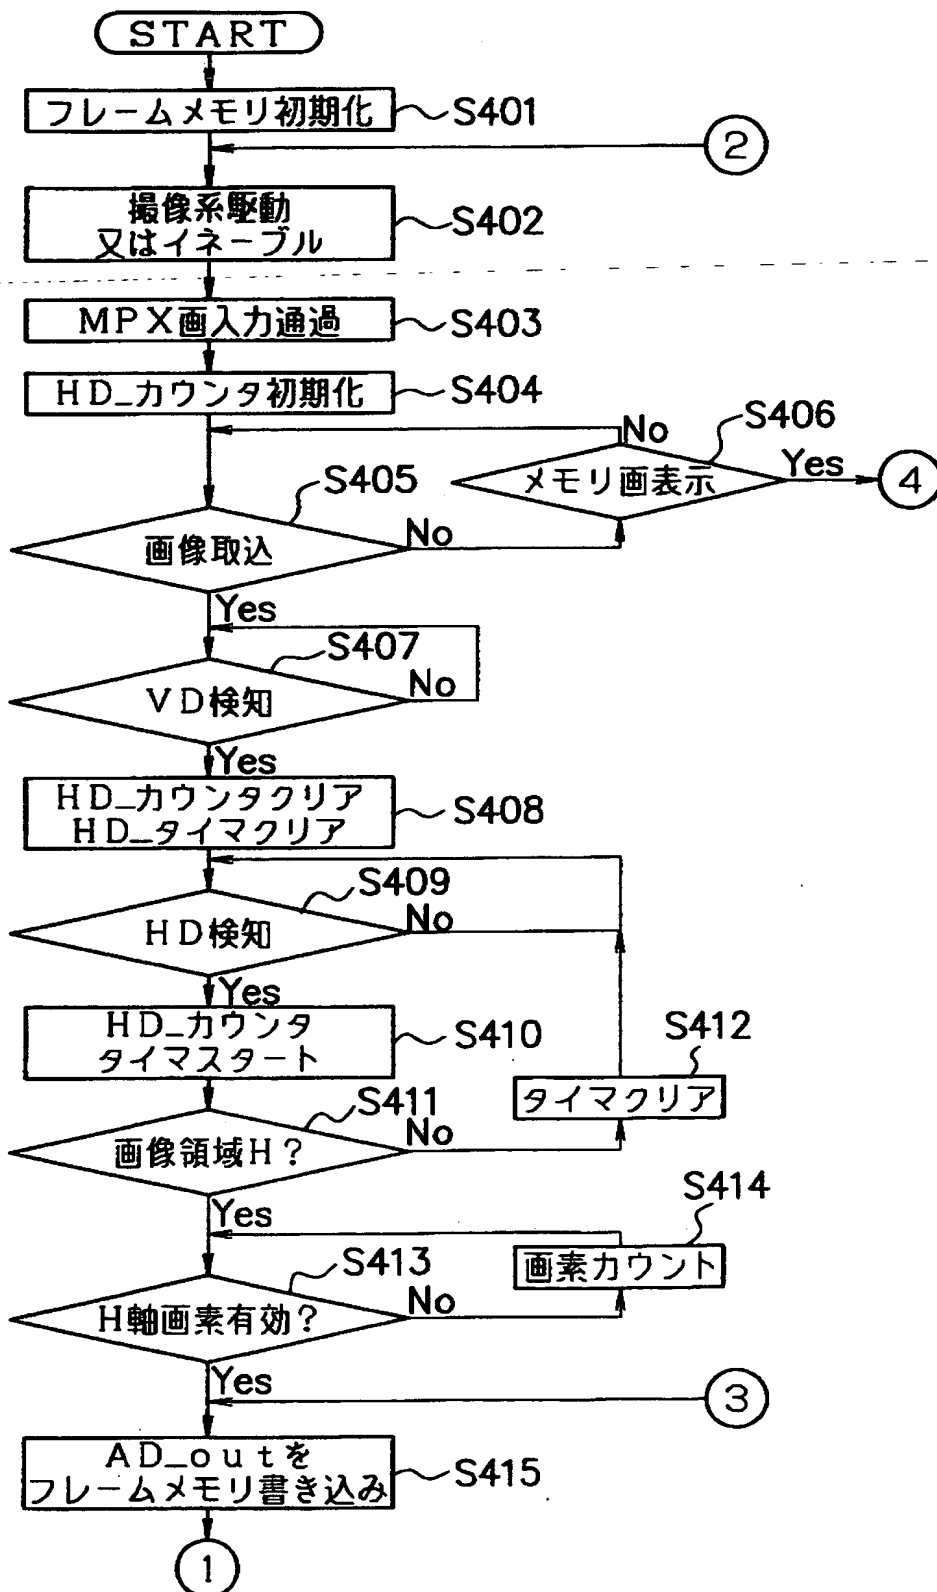 START
フレームメモリ初期化
S401
②
撮像系駆動
又はイネーブル
S402
MPX画入力通過
S403
HD_カウンタ初期化
S404
No
S406
メモリ画表示
Yes
④
S405
画像取込
No
Yes
S407
VD検知
No
Yes
HD_カウンタクリア
HD_タイマクリア
S408
S409
HD検知
No
Yes
HD_カウンタ
タイマスタート
S410
S412
タイマクリア
S411
画像領域H?
No
Yes
S414
画素カウント
S413
H軸画素有効?
No
Yes
③
AD_outを
フレームメモリ書き込み
S415
①